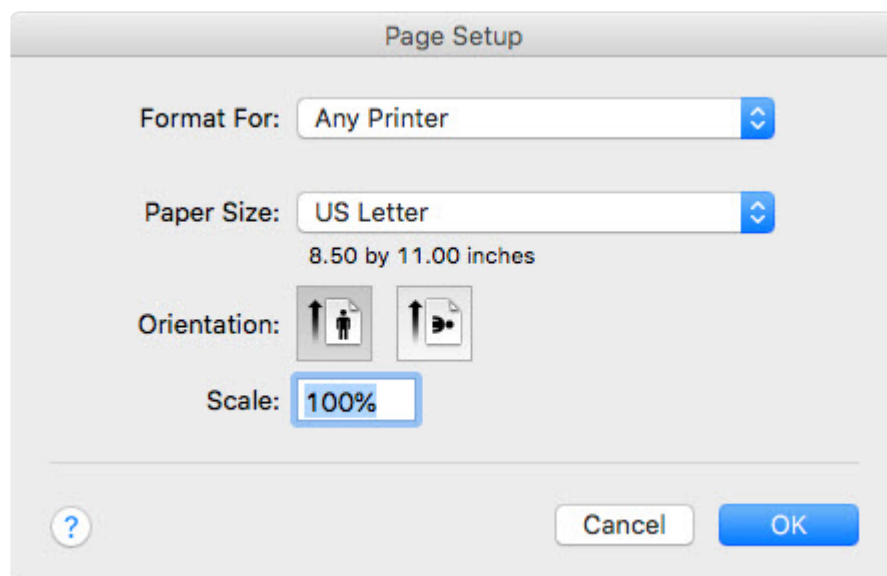 Page Setup
Format For: Any Printer
Paper Size: US Letter
8.50 by 11.00 inches
Orientation:
Scale: 100%
? Cancel OK